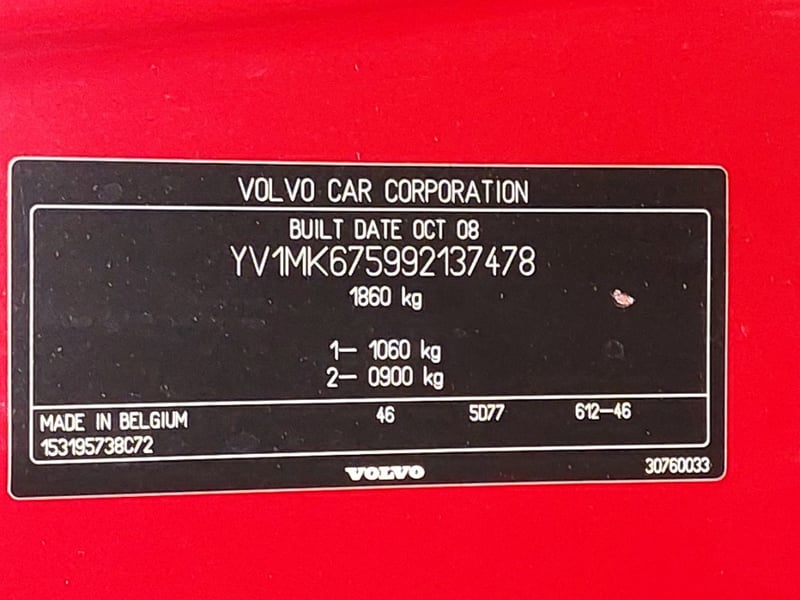 VOLVO CAR CORPORATION
BUILT DATE OCT 08
YV1MK675992137478
1860 kg
1— 1060 kg
2— 0900 kg
MADE IN BELGIUM 46 5D77 612—46
153195738C72
VOLVO 30760033